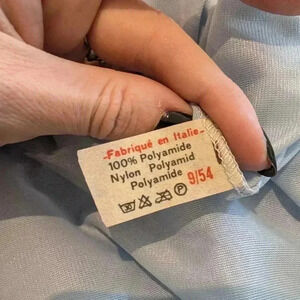 -Fabriqué en Italie-
100% Polyamide
Nylon Polyamid
Polyamide 9/54
P